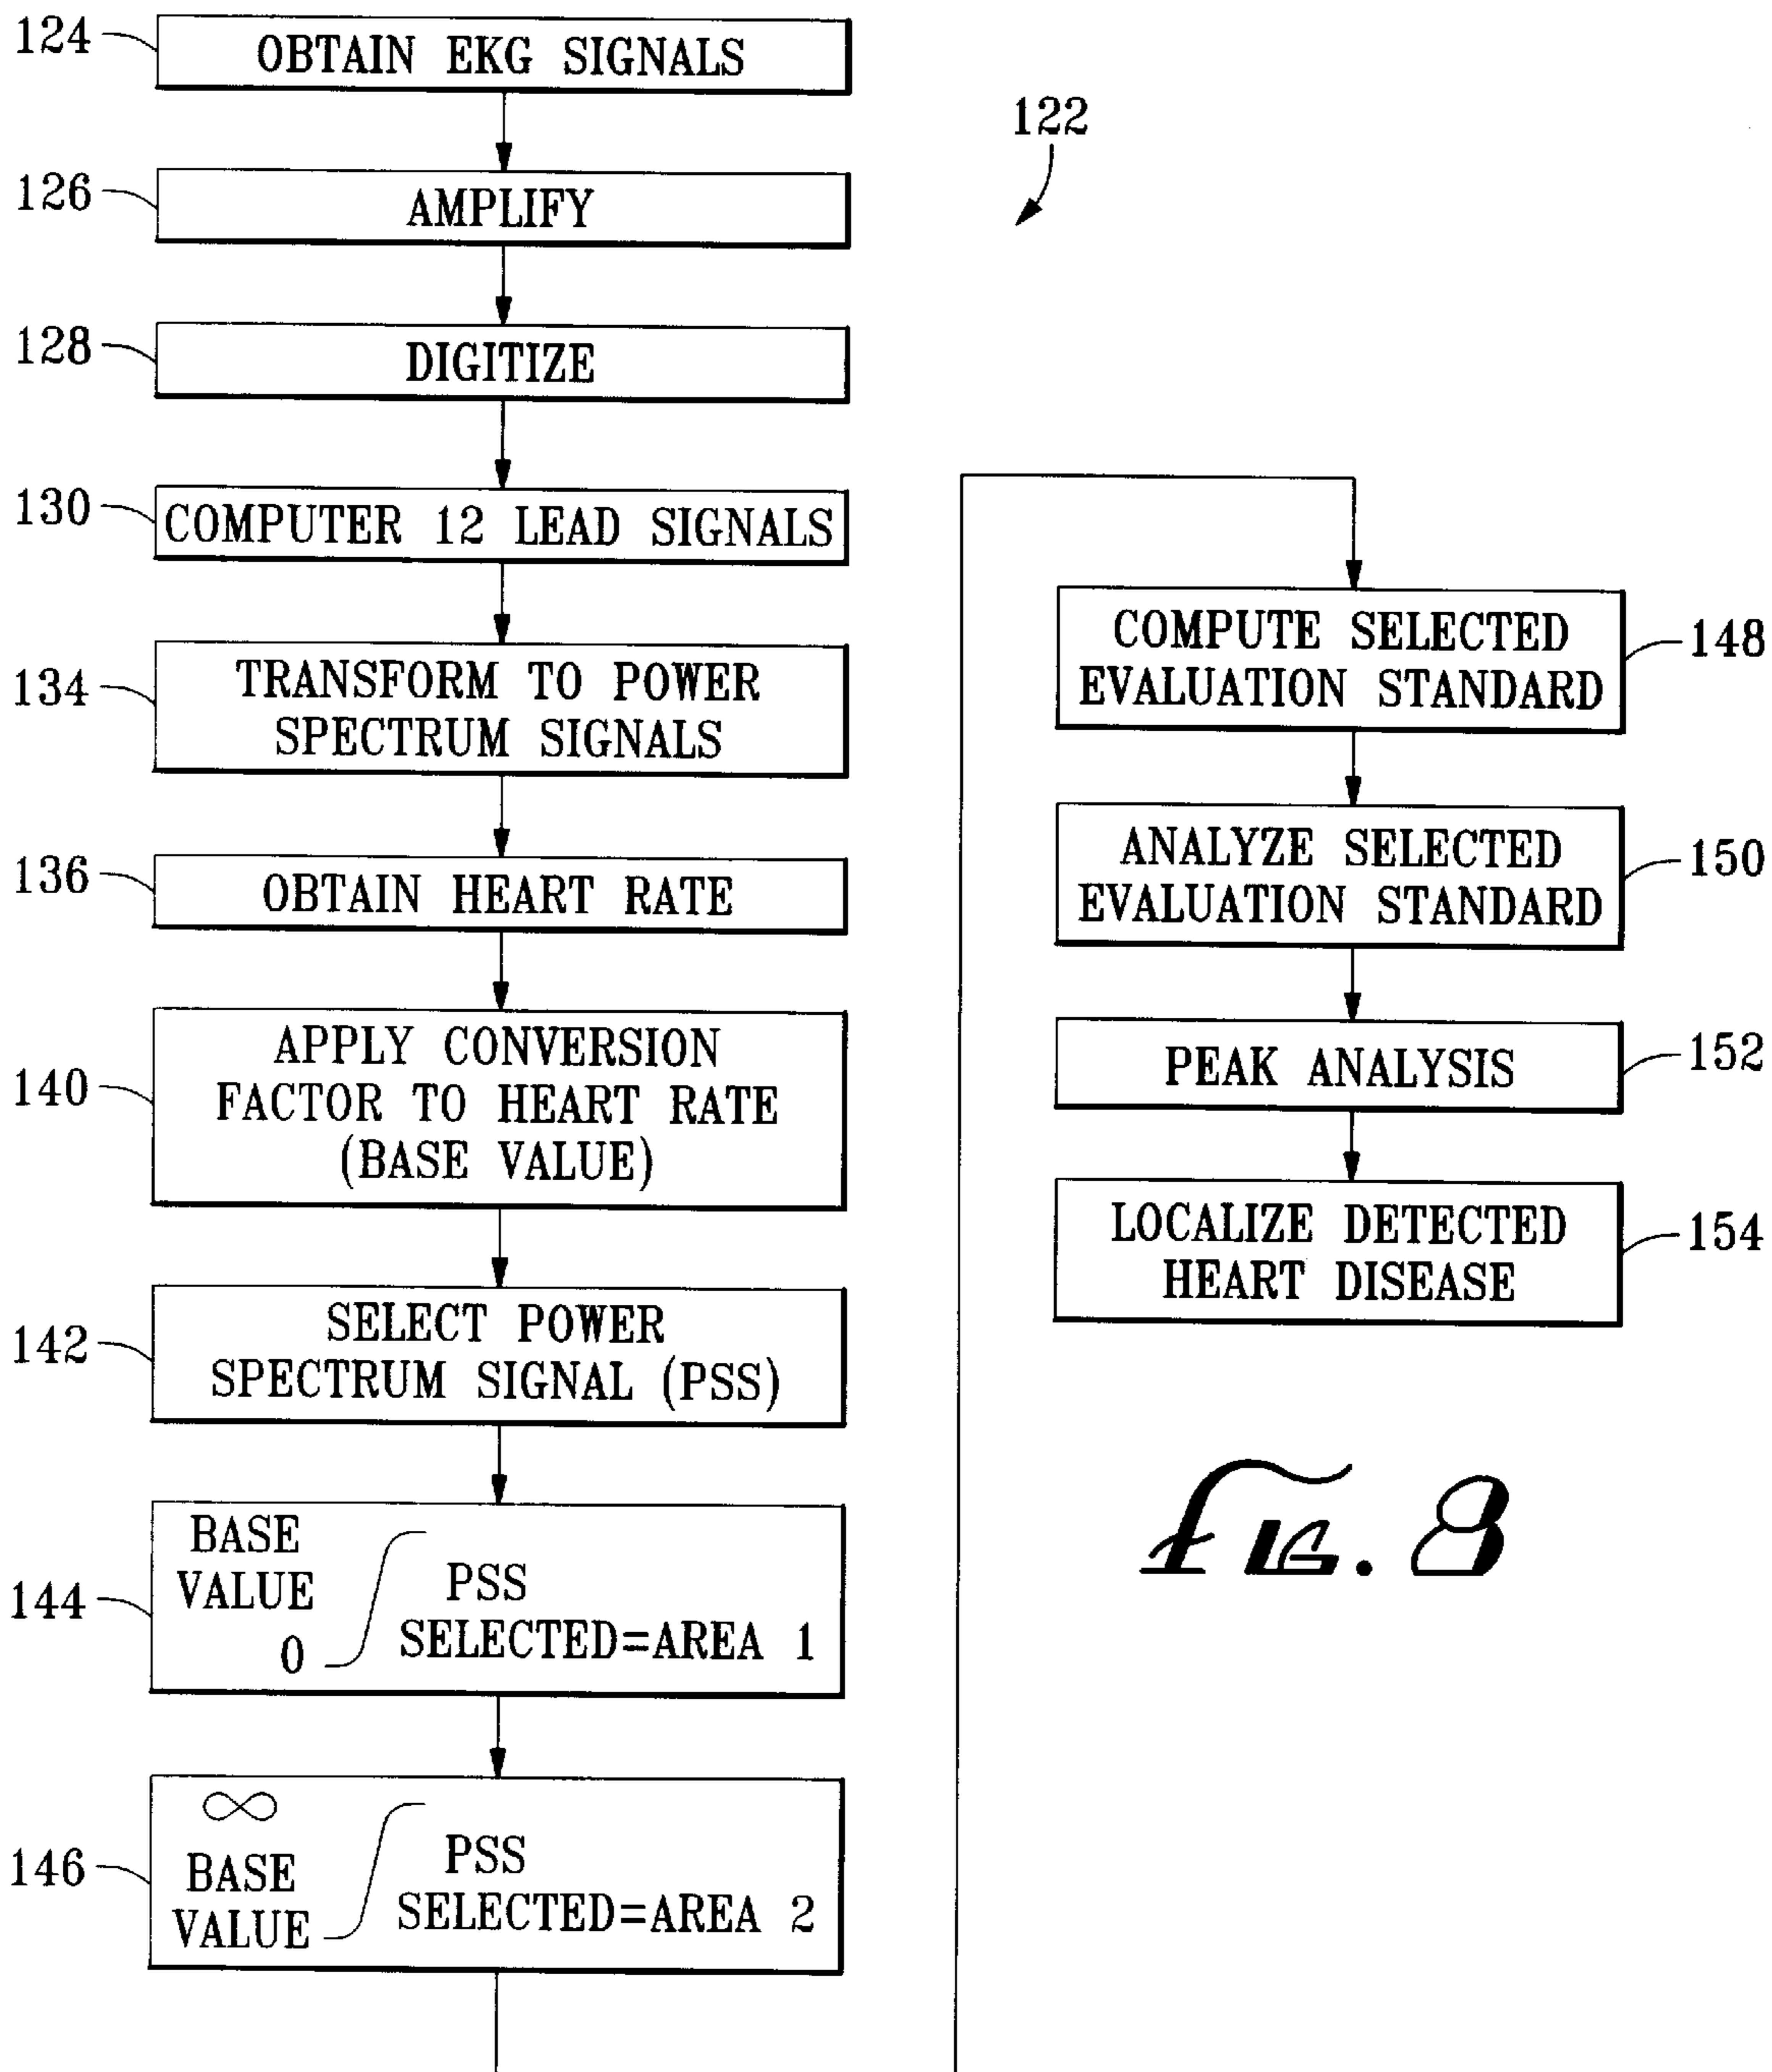 124
OBTAIN EKG SIGNALS
122
126
AMPLIFY
128
DIGITIZE
130
COMPUTER 12 LEAD SIGNALS
134
TRANSFORM TO POWER
SPECTRUM SIGNALS
136
OBTAIN HEART RATE
140
APPLY CONVERSION
FACTOR TO HEART RATE
(BASE VALUE)
142
SELECT POWER
SPECTRUM SIGNAL (PSS)
144
BASE
VALUE
0
∫
PSS
SELECTED=AREA 1
146
∞
BASE
VALUE
∫
PSS
SELECTED=AREA 2
COMPUTE SELECTED
EVALUATION STANDARD
148
ANALYZE SELECTED
EVALUATION STANDARD
150
PEAK ANALYSIS
152
LOCALIZE DETECTED
HEART DISEASE
154
FIG. 8